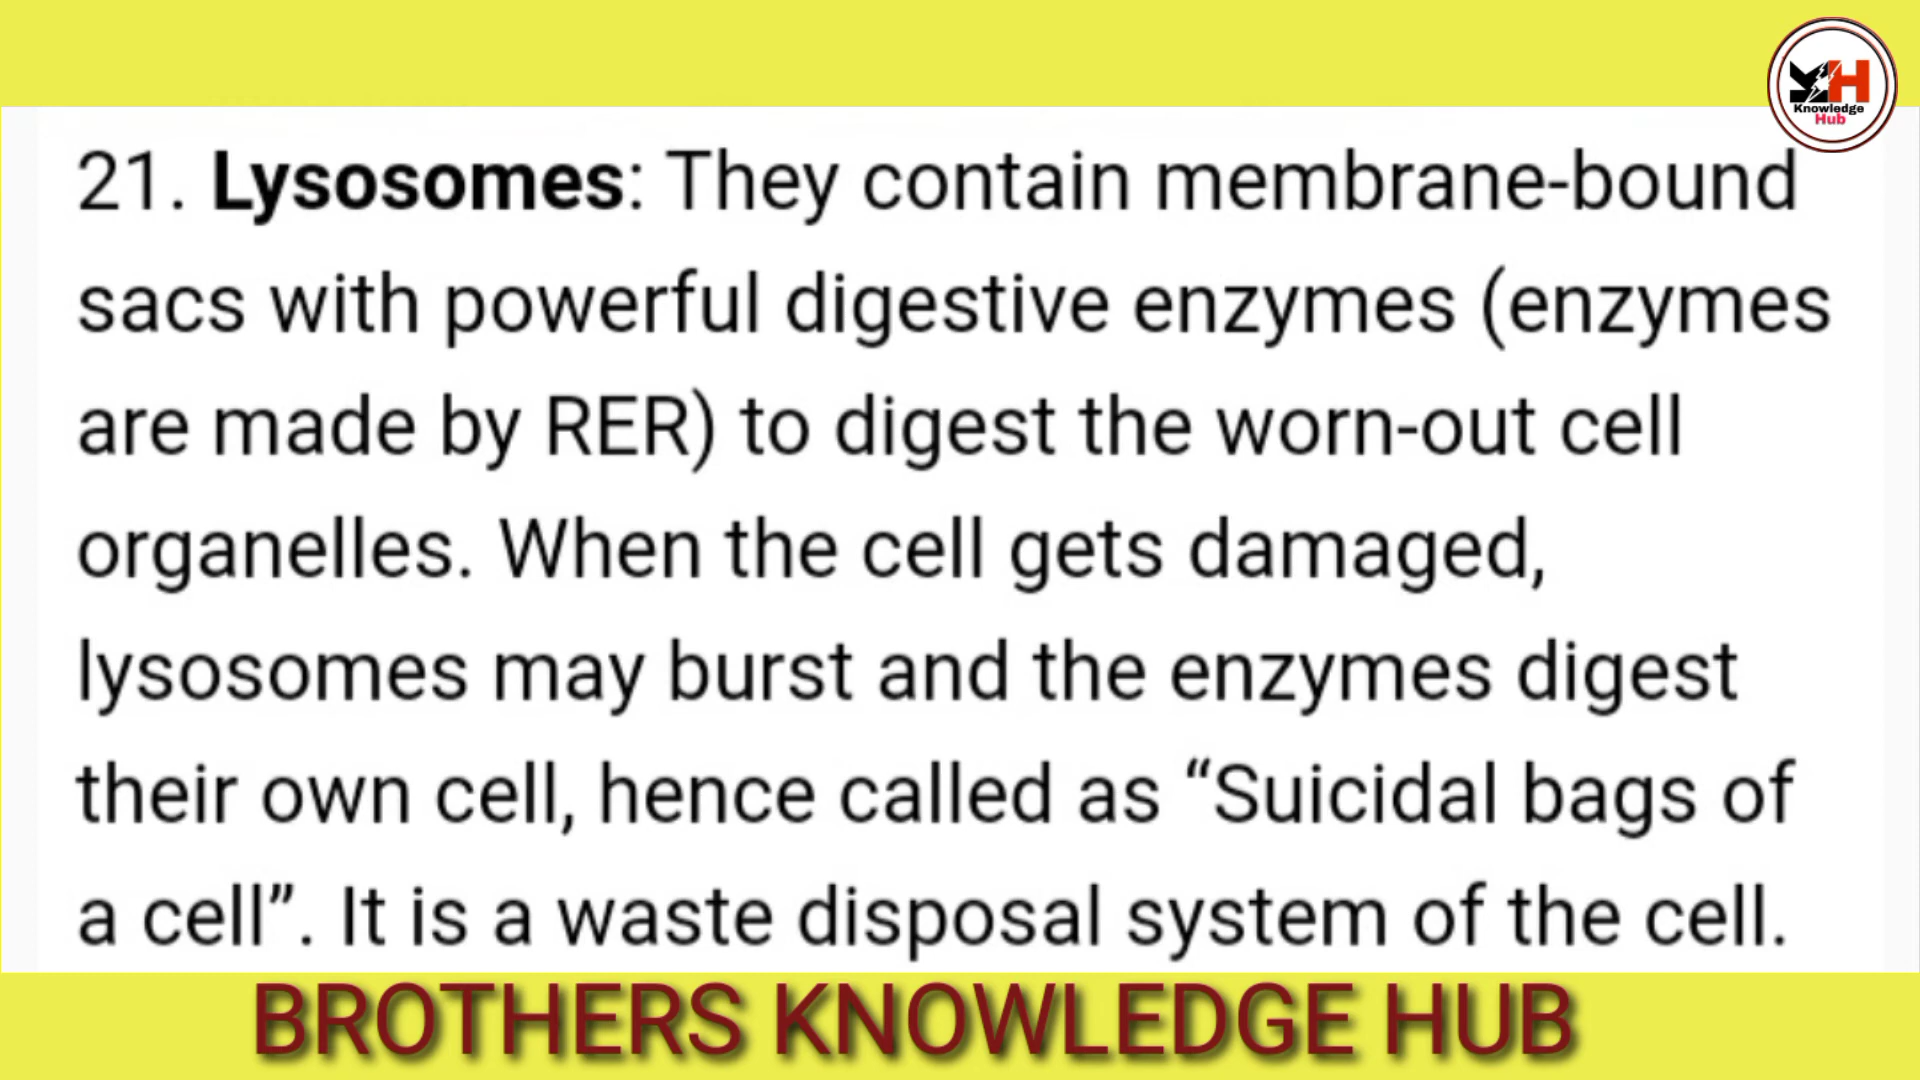 Knowledge
Hub
21. Lysosomes: They contain membrane-bound
sacs with powerful digestive enzymes (enzymes
are made by RER) to digest the worn-out cell
organelles. When the cell gets damaged,
lysosomes may burst and the enzymes digest
their own cell, hence called as “Suicidal bags of
a cell”. It is a waste disposal system of the cell.
BROTHERS KNOWLEDGE HUB